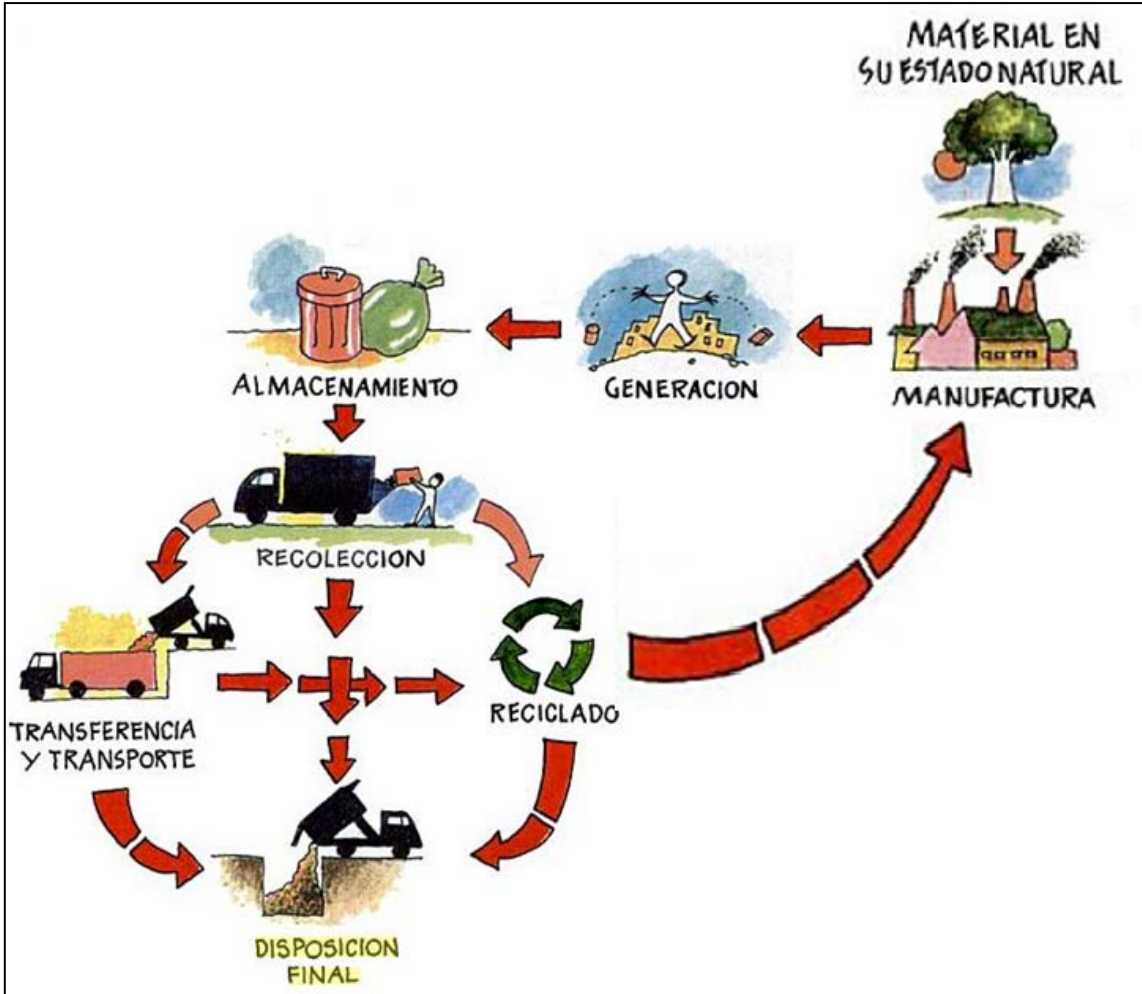 MATERIAL EN
SU ESTADO NATURAL
ALMACENAMIENTO
GENERACION
MANUFACTURA
RECOLECCION
TRANSFERENCIA
Y TRANSPORTE
RECICLADO
DISPOSICION
FINAL